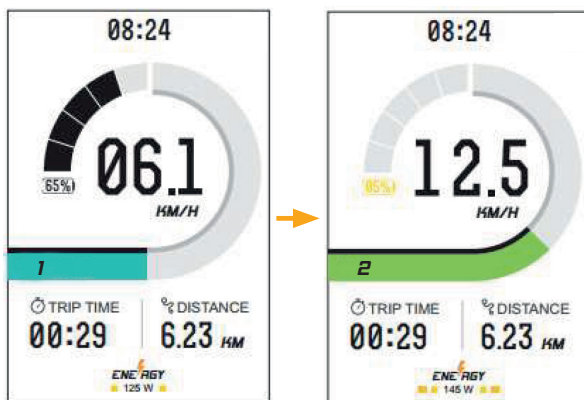 08:24
06.1
65%
KM/H
1
TRIP TIME
DISTANCE
00:29
6.23 KM
ENERGY
125 W
08:24
12.5
05%
KM/H
2
TRIP TIME
DISTANCE
00:29
6.23 KM
ENERGY
145 W